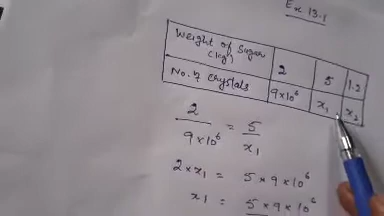 Ex 13.1
Weight of Sugar (kg) 2 5 1.2
No. of Crystals 9×10⁶ x₁ x₂
2/9×10⁶ = 5/x₁
2 × x₁ = 5 × 9 × 10⁶
x₁ = 5 × 9 × 10⁶